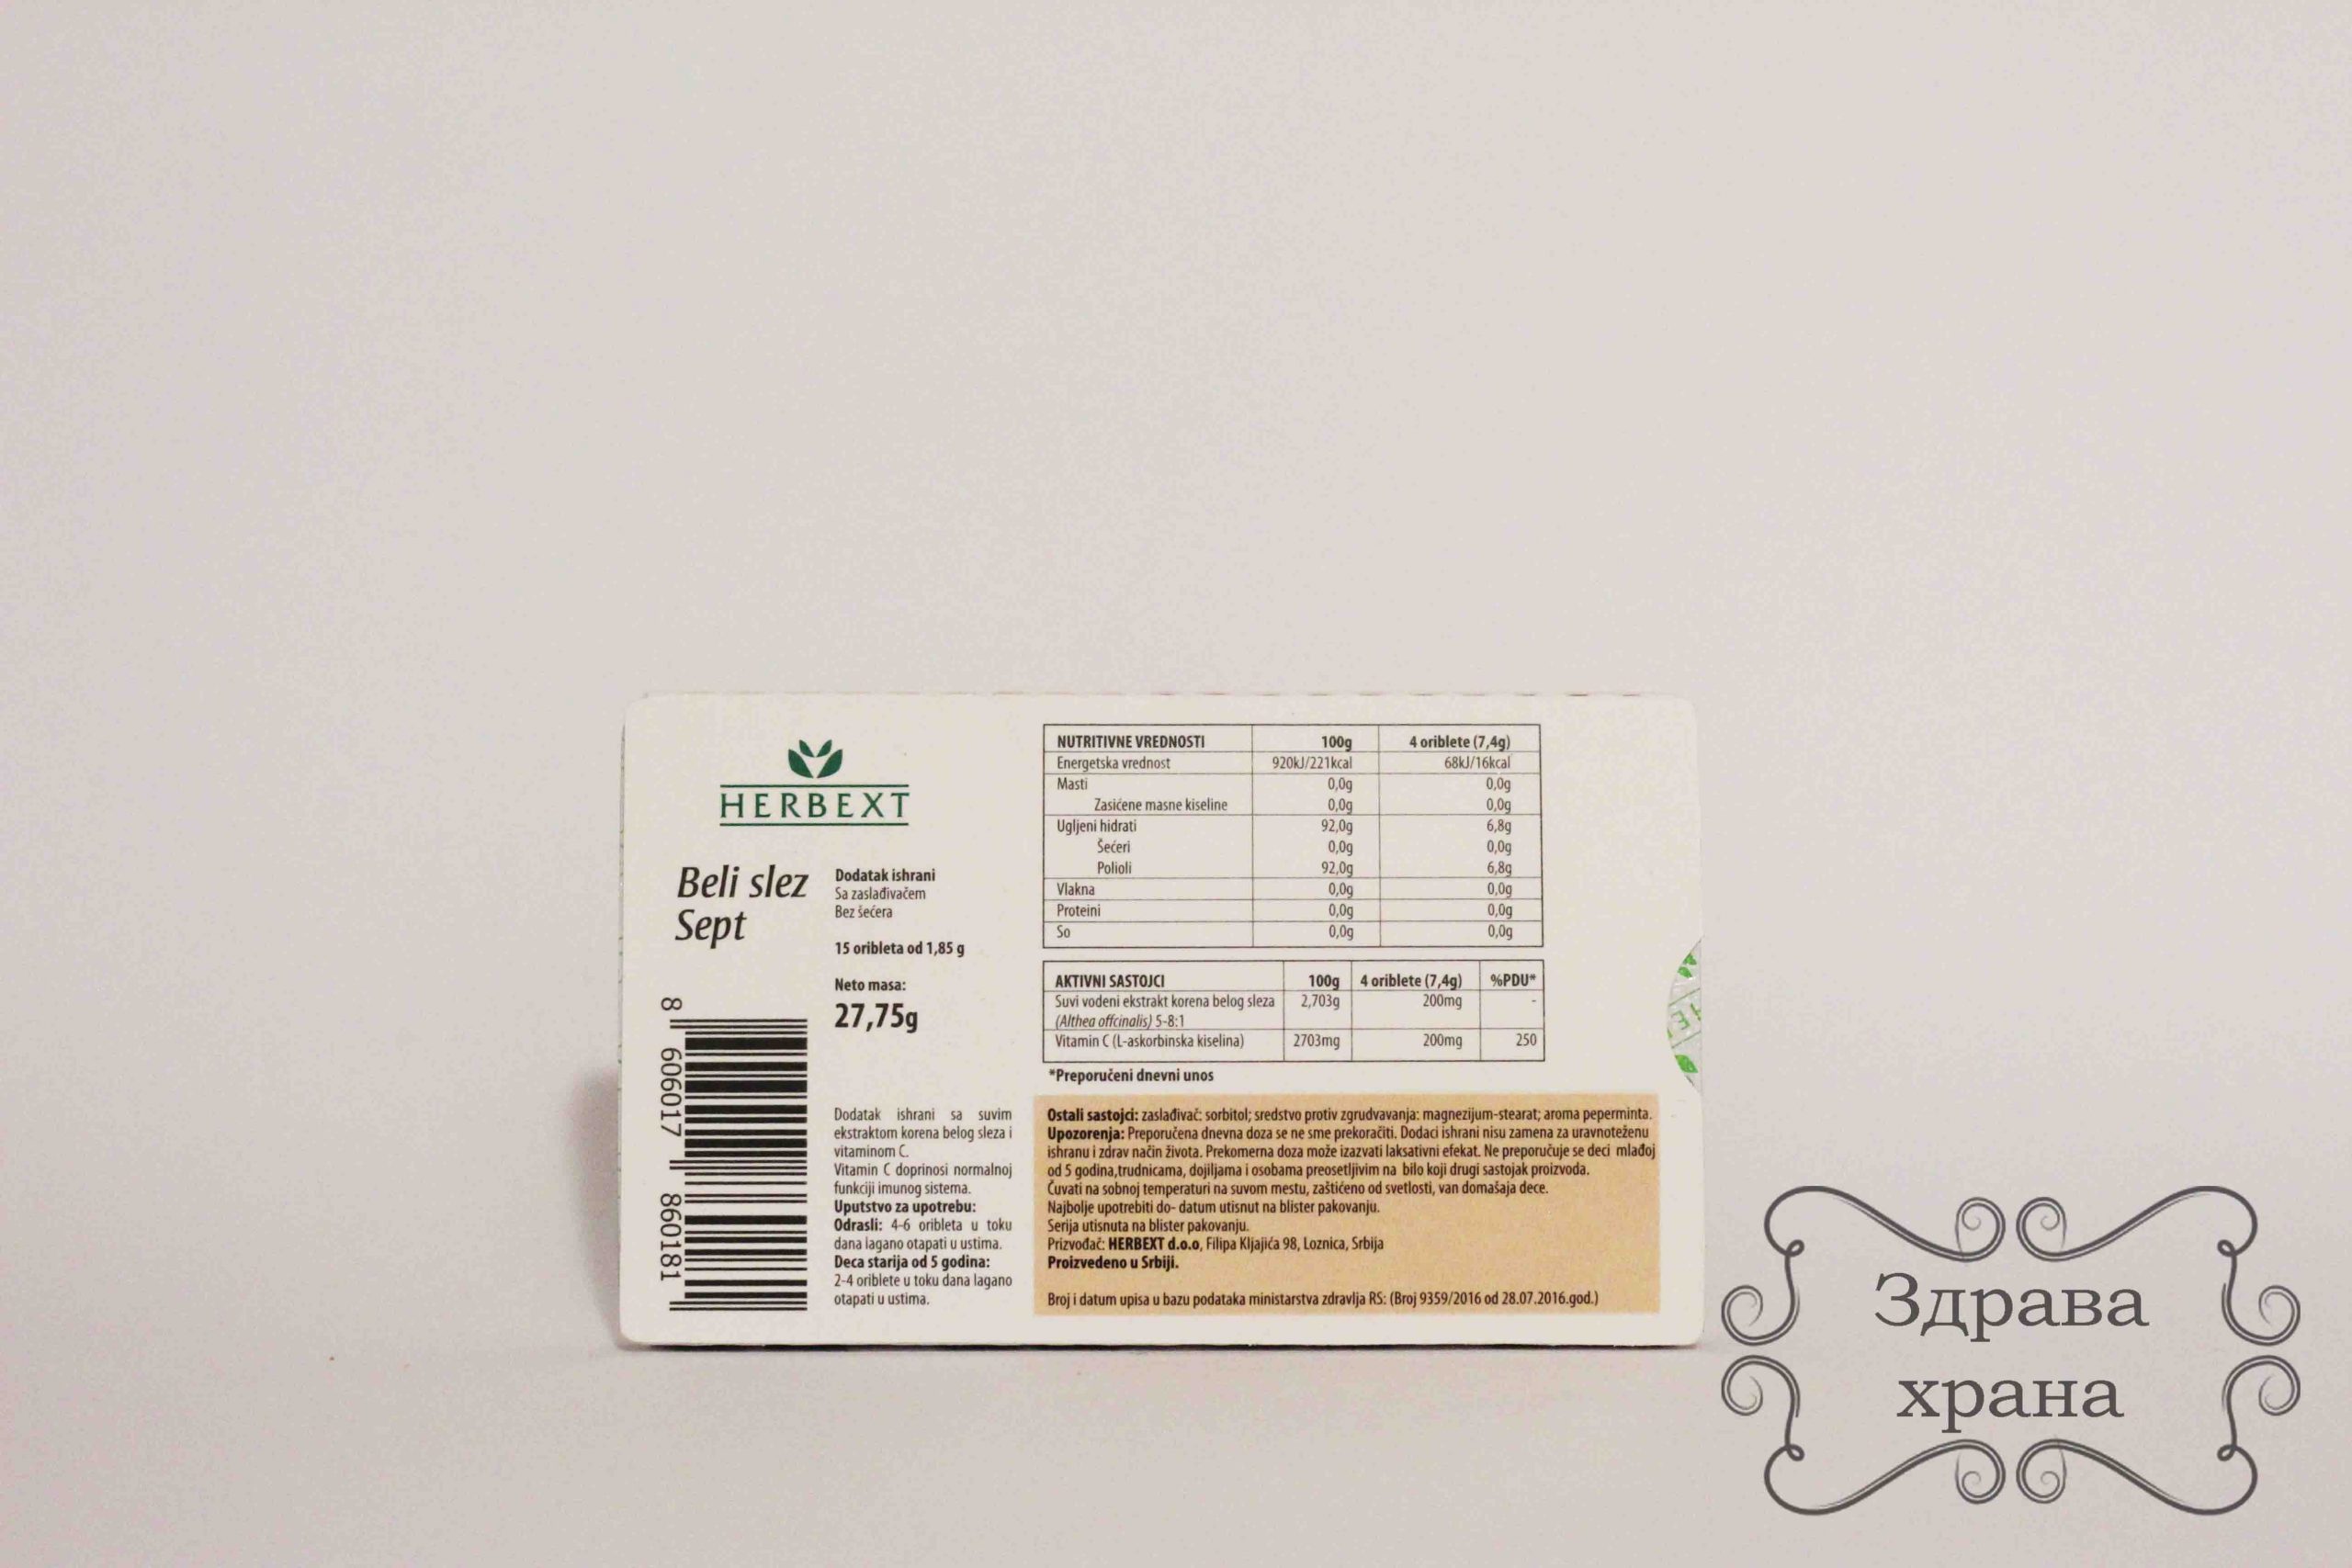 HERBEXT
Beli slez
Sept
Dodatak ishrani
Sa zaslađivačem
Bez šećera
15 oribleta od 1,85 g
Neto masa:
27,75g
8 606017 860181
Dodatak ishrani sa suvim
ekstraktom korena belog sleza i
vitaminom C.
Vitamin C doprinosi normalnoj
funkciji imunog sistema.
Uputstvo za upotrebu:
Odrasli: 4-6 oribleta u toku
dana lagano otapati u ustima.
Deca starija od 5 godina:
2-4 oriblete u toku dana lagano
otapati u ustima.
NUTRITIVNE VREDNOSTI 100g 4 oriblete (7,4g)
Energetska vrednost 920kJ/221kcal 68kJ/16kcal
Masti 0,0g 0,0g
Zasićene masne kiseline 0,0g 0,0g
Ugljeni hidrati 92,0g 6,8g
Šećeri 0,0g 0,0g
Polioli 92,0g 6,8g
Vlakna 0,0g 0,0g
Proteini 0,0g 0,0g
So 0,0g 0,0g
AKTIVNI SASTOJCI 100g 4 oriblete (7,4g) %PDU*
Suvi vodeni ekstrakt korena belog sleza 2,703g 200mg -
(Althea offcinalis) 5-8:1
Vitamin C (L-askorbinska kiselina) 2703mg 200mg 250
*Preporučeni dnevni unos
Ostali sastojci: zaslađivač: sorbitol; sredstvo protiv zgrudvavanja: magnezijum-stearat; aroma peperminta.
Upozorenja: Preporučena dnevna doza se ne sme prekoračiti. Dodaci ishrani nisu zamena za uravnoteženu
ishranu i zdrav način života. Prekomerna doza može izazvati laksativni efekat. Ne preporučuje se deci mlađoj
od 5 godina,trudnicama, dojiljama i osobama preosetljivim na bilo koji drugi sastojak proizvoda.
Čuvati na sobnoj temperaturi na suvom mestu, zaštićeno od svetlosti, van domašaja dece.
Najbolje upotrebiti do- datum utisnut na blister pakovanju.
Serija utisnuta na blister pakovanju.
Prizvođač: HERBEXT d.o.o, Filipa Kljajića 98, Loznica, Srbija
Proizvedeno u Srbiji.
Broj i datum upisa u bazu podataka ministarstva zdravlja RS: (Broj 9359/2016 od 28.07.2016.god.)
Здрава
храна